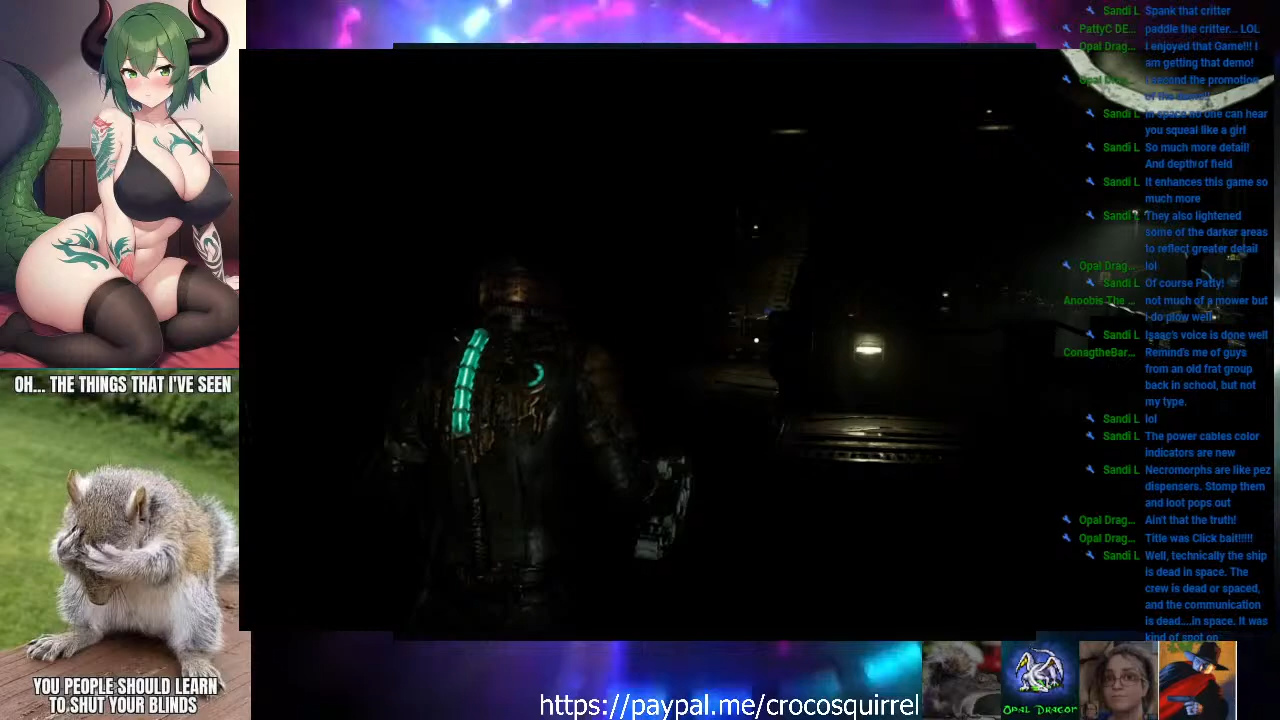 OH... THE THINGS THAT I'VE SEEN
YOU PEOPLE SHOULD LEARN
TO SHUT YOUR BLINDS
Sandi L Spank that critter
PattyC DE... paddle the critter... LOL
Opal Drag... I enjoyed that Game!!! I
am getting that demo!
Opal Drag... I second the promotion
of the
Sandi L In space no one can hear
you squeal like a girl
Sandi L So much more detail!
And depth of field
Sandi L It enhances this game so
much more
Sandi L They also lightened
some of the darker areas
to reflect greater detail
Opal Drag... lol
Sandi L Of course Patty!
Anoobis The ... not much of a mower but
i do plow well
Sandi L Isaac's voice is done well
ConagtheBar... Remind's me of guys
from an old frat group
back in school, but not
my type.
Sandi L lol
Sandi L The power cables color
indicators are new
Sandi L Necromorphs are like pez
dispensers. Stomp them
and loot pops out
Opal Drag... Ain't that the truth!
Opal Drag... Title was Click bait!!!!!
Sandi L Well, technically the ship
is dead in space. The
crew is dead or spaced,
and the communication
is dead....in space. It was
kind of spot on
OPAL DRAGON
https://paypal.me/crocosquirrel